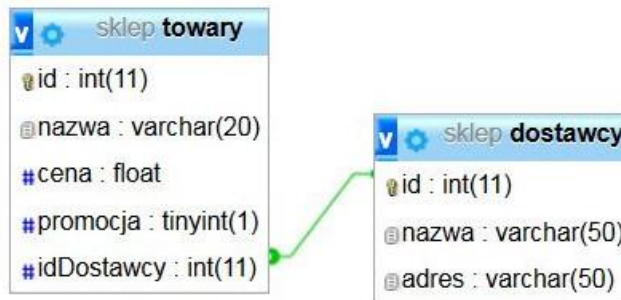 sklep towary
id : int(11)
nazwa : varchar(20)
cena : float
promocja : tinyint(1)
idDostawcy : int(11)
sklep dostawcy
id : int(11)
nazwa : varchar(50)
adres : varchar(50)